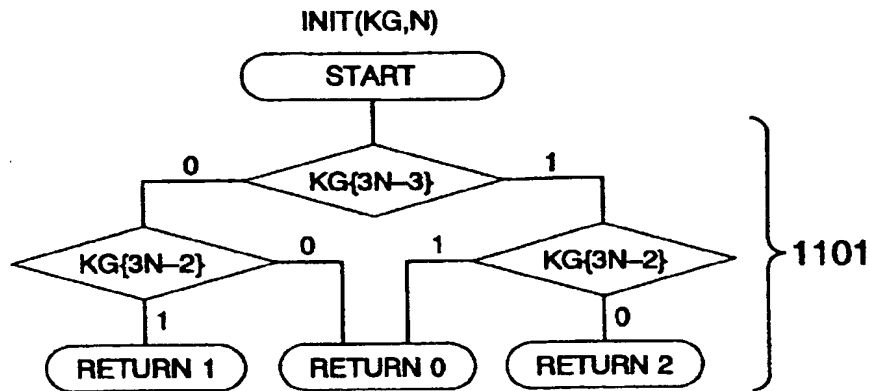 INIT(KG,N)
START
0
1
KG{3N–3}
KG{3N–2}
0
1
KG{3N–2}
1101
1
0
RETURN 1
RETURN 0
RETURN 2